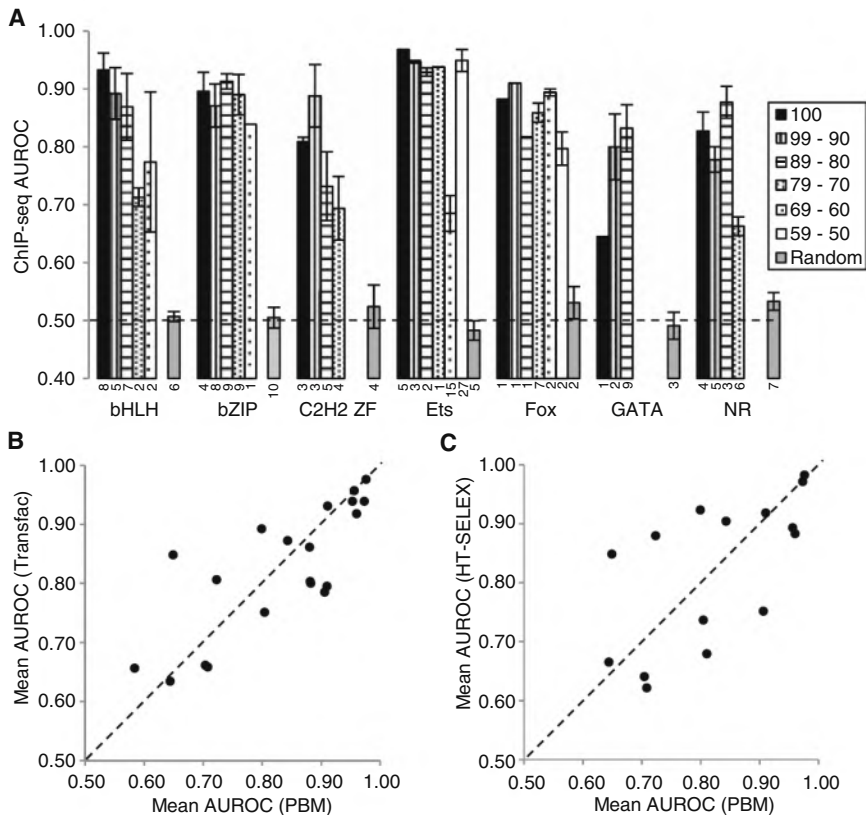 A
ChIP-seq AUROC
1.00
0.90
0.80
0.70
0.60
0.50
0.40
100
99 - 90
89 - 80
79 - 70
69 - 60
59 - 50
Random
8 5 7 2 2 6 4 8 9 9 1 10 3 3 5 4 4 5 3 2 1 15 27 5 1 1 1 7 2 2 2 1 2 9 3 4 5 3 6 7
bHLH bZIP C2H2 ZF Ets Fox GATA NR
B
Mean AUROC (Transfac)
1.00
0.90
0.80
0.70
0.60
0.50
0.50 0.60 0.70 0.80 0.90 1.00
Mean AUROC (PBM)
C
Mean AUROC (HT-SELEX)
1.00
0.90
0.80
0.70
0.60
0.50
0.50 0.60 0.70 0.80 0.90 1.00
Mean AUROC (PBM)